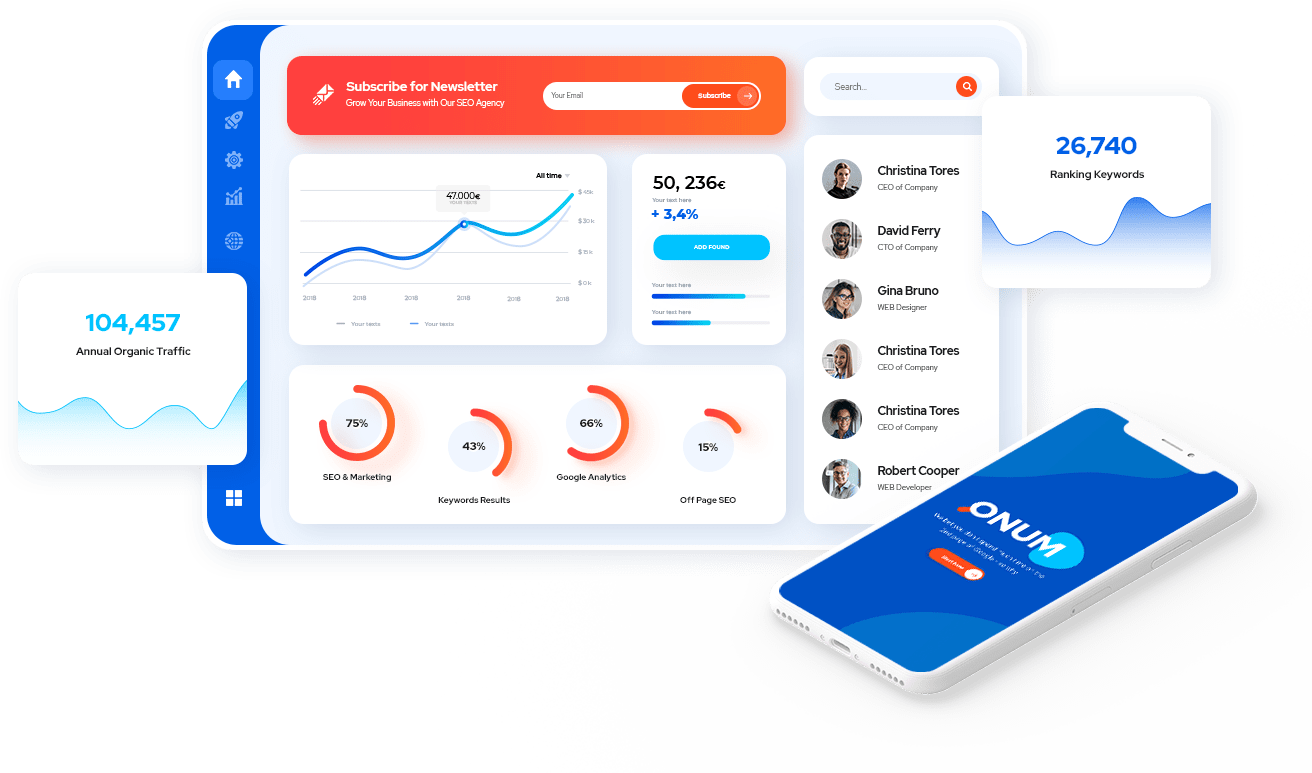 Subscribe for Newsletter
Grow Your Business with Our SEO Agency
Your Email
Subscribe
Search...
26,740
Ranking Keywords
All time
47.000€
$ 45k
$ 30k
$ 15k
$ 0k
2018 2018 2018 2018 2018 2018
Your texts Your texts
50, 236€
Your text here
+ 3,4%
ADD FOUND
Your text here
Your text here
Christina Tores
CEO of Company
David Ferry
CTO of Company
Gina Bruno
WEB Designer
Christina Tores
CEO of Company
Christina Tores
CEO of Company
Robert Cooper
WEB Developer
104,457
Annual Organic Traffic
75%
SEO & Marketing
43%
Keywords Results
66%
Google Analytics
15%
Off Page SEO
ONUM